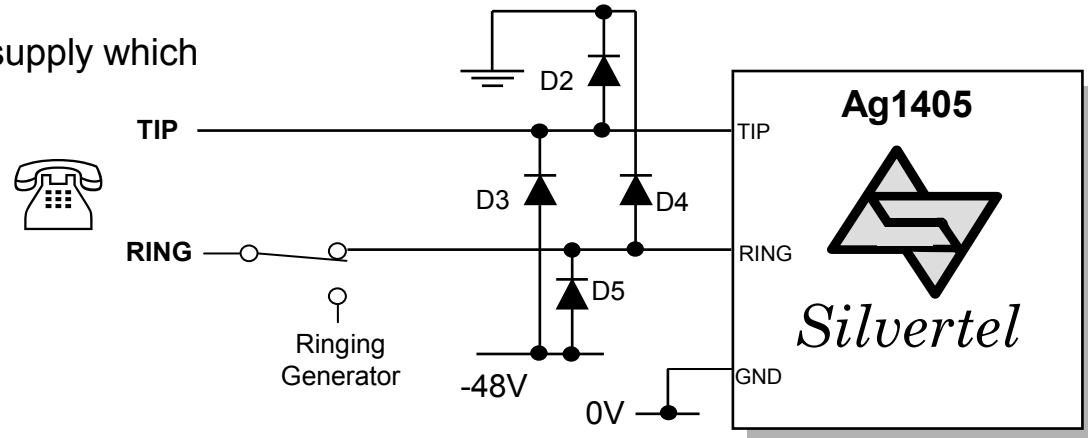 supply which
D2
TIP
TIP
Ag1405
D3
D4
RING
RING
D5
Ringing
Generator
-48V
0V
GND
Silvertel